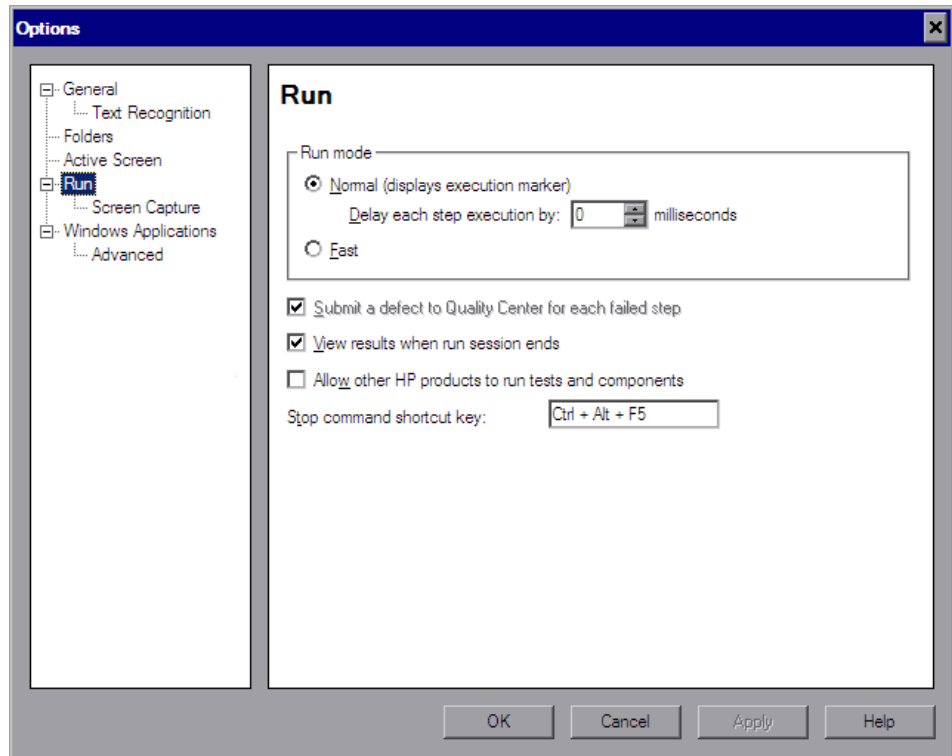 Options
General
Text Recognition
Folders
Active Screen
Run
Screen Capture
Windows Applications
Advanced
Run
Run mode
Normal (displays execution marker)
Delay each step execution by: 0 milliseconds
Fast
Submit a defect to Quality Center for each failed step
View results when run session ends
Allow other HP products to run tests and components
Stop command shortcut key: Ctrl + Alt + F5
OK Cancel Apply Help